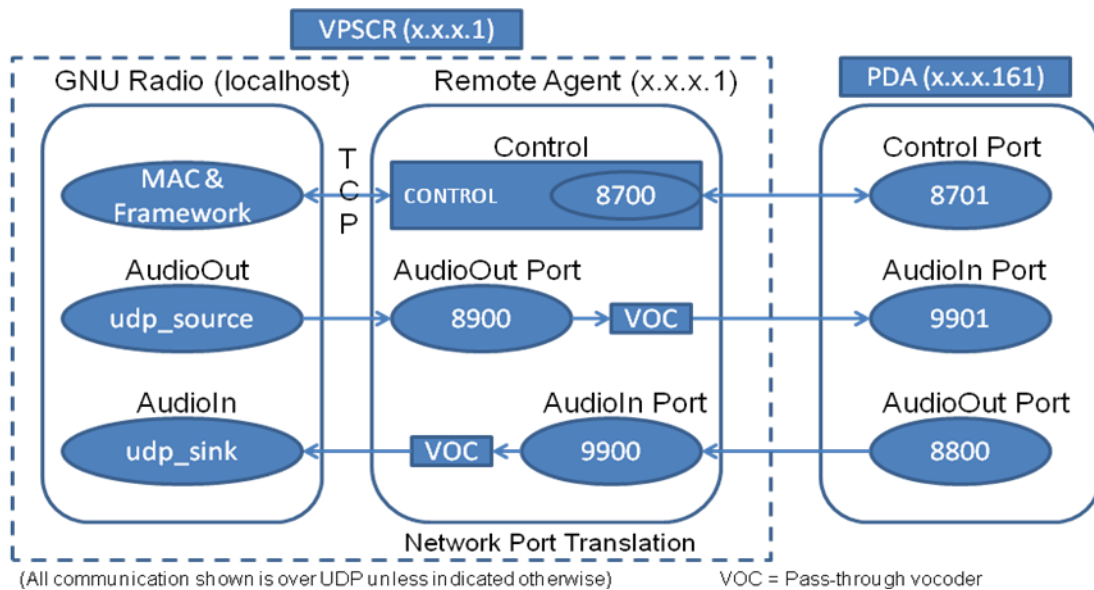 VPSCR (x.x.x.1)
GNU Radio (localhost)
Remote Agent (x.x.x.1)
PDA (x.x.x.161)
T
C
P
Control
Control Port
MAC &
Framework
CONTROL
8700
8701
AudioOut
AudioOut Port
AudioIn Port
udp_source
8900
VOC
9901
AudioIn
AudioIn Port
AudioOut Port
udp_sink
VOC
9900
8800
Network Port Translation
(All communication shown is over UDP unless indicated otherwise)
VOC = Pass-through vocoder